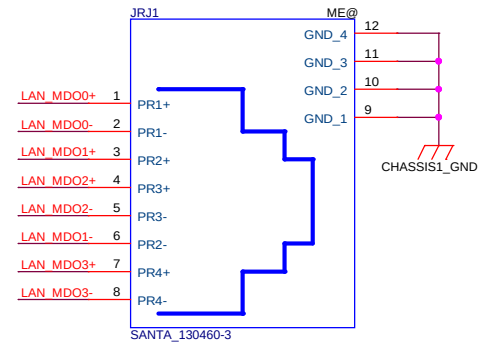 JRJ1 ME@
GND_4 12
GND_3 11
GND_2 10
GND_1 9
CHASSIS1_GND
LAN_MDO0+ 1 PR1+
LAN_MDO0- 2 PR1-
LAN_MDO1+ 3 PR2+
LAN_MDO2+ 4 PR3+
LAN_MDO2- 5 PR3-
LAN_MDO1- 6 PR2-
LAN_MDO3+ 7 PR4+
LAN_MDO3- 8 PR4-
SANTA_130460-3